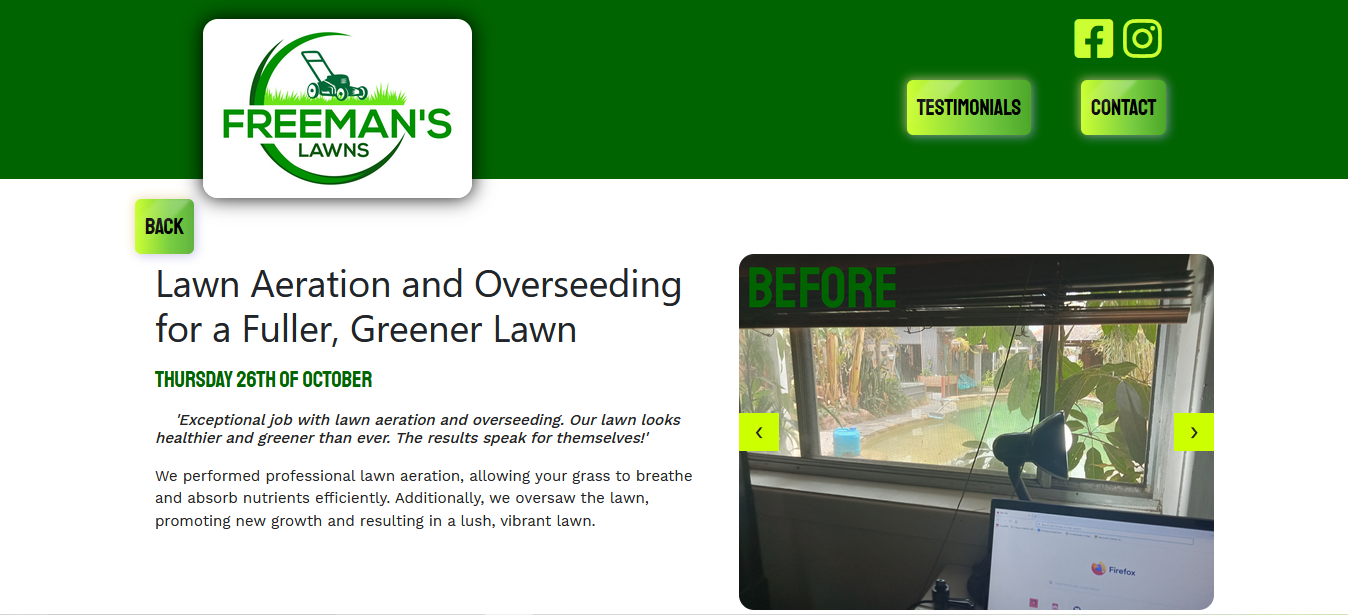 FREEMAN'S
LAWNS
TESTIMONIALS
CONTACT
BACK
Lawn Aeration and Overseeding
for a Fuller, Greener Lawn
THURSDAY 26TH OF OCTOBER
'Exceptional job with lawn aeration and overseeding. Our lawn looks
healthier and greener than ever. The results speak for themselves!'
We performed professional lawn aeration, allowing your grass to breathe
and absorb nutrients efficiently. Additionally, we oversaw the lawn,
promoting new growth and resulting in a lush, vibrant lawn.
BEFORE
‹
›
Firefox